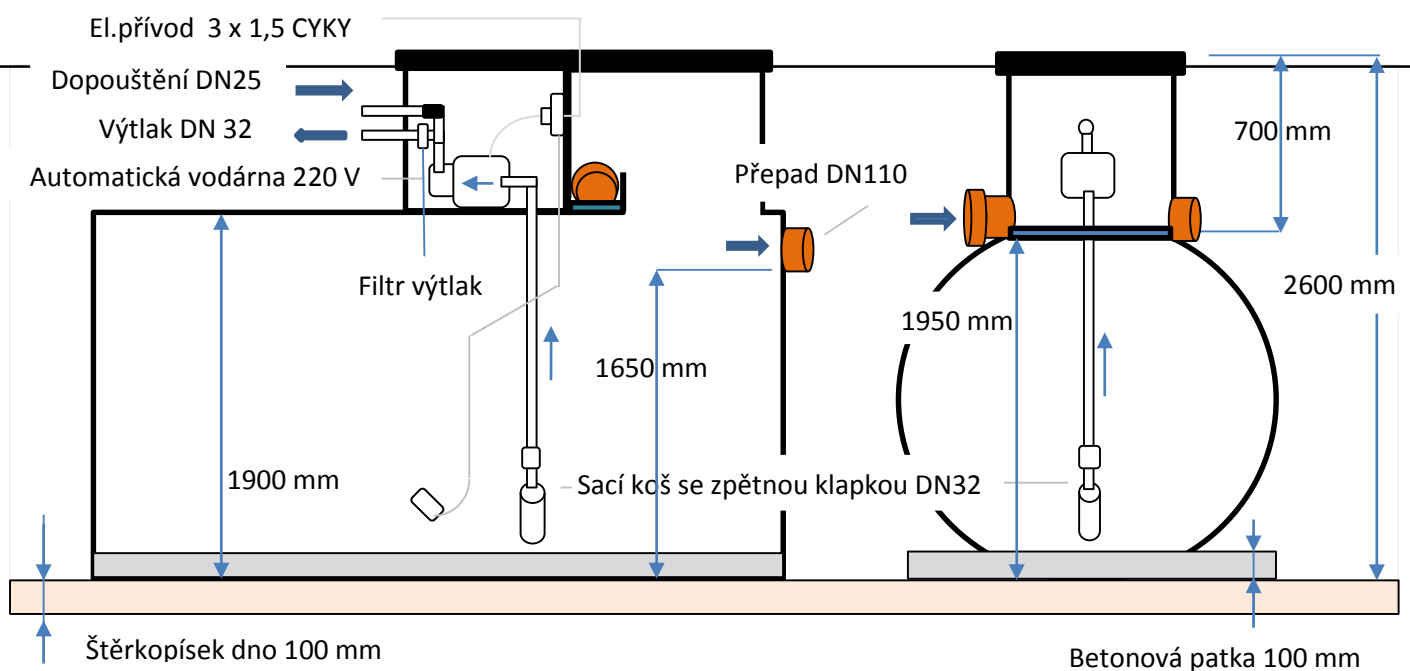 El.přívod 3 x 1,5 CYKY
Dopouštění DN25
Výtlak DN 32
Automatická vodárna 220 V
Filtr výtlak
Přepad DN110
700 mm
2600 mm
1950 mm
1650 mm
1900 mm
Sací koš se zpětnou klapkou DN32
Štěrkopísek dno 100 mm
Betonová patka 100 mm